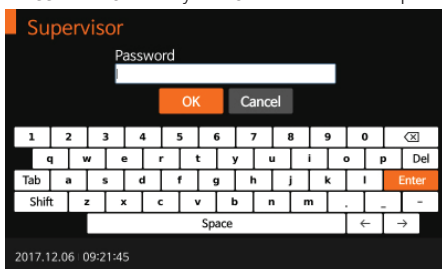 Supervisor
Password
OK Cancel
1 2 3 4 5 6 7 8 9 0
q w e r t y u i o p Del
Tab a s d f g h j k l Enter
Shift z x c v b n m . _ -
Space ← →
2017.12.06 09:21:45